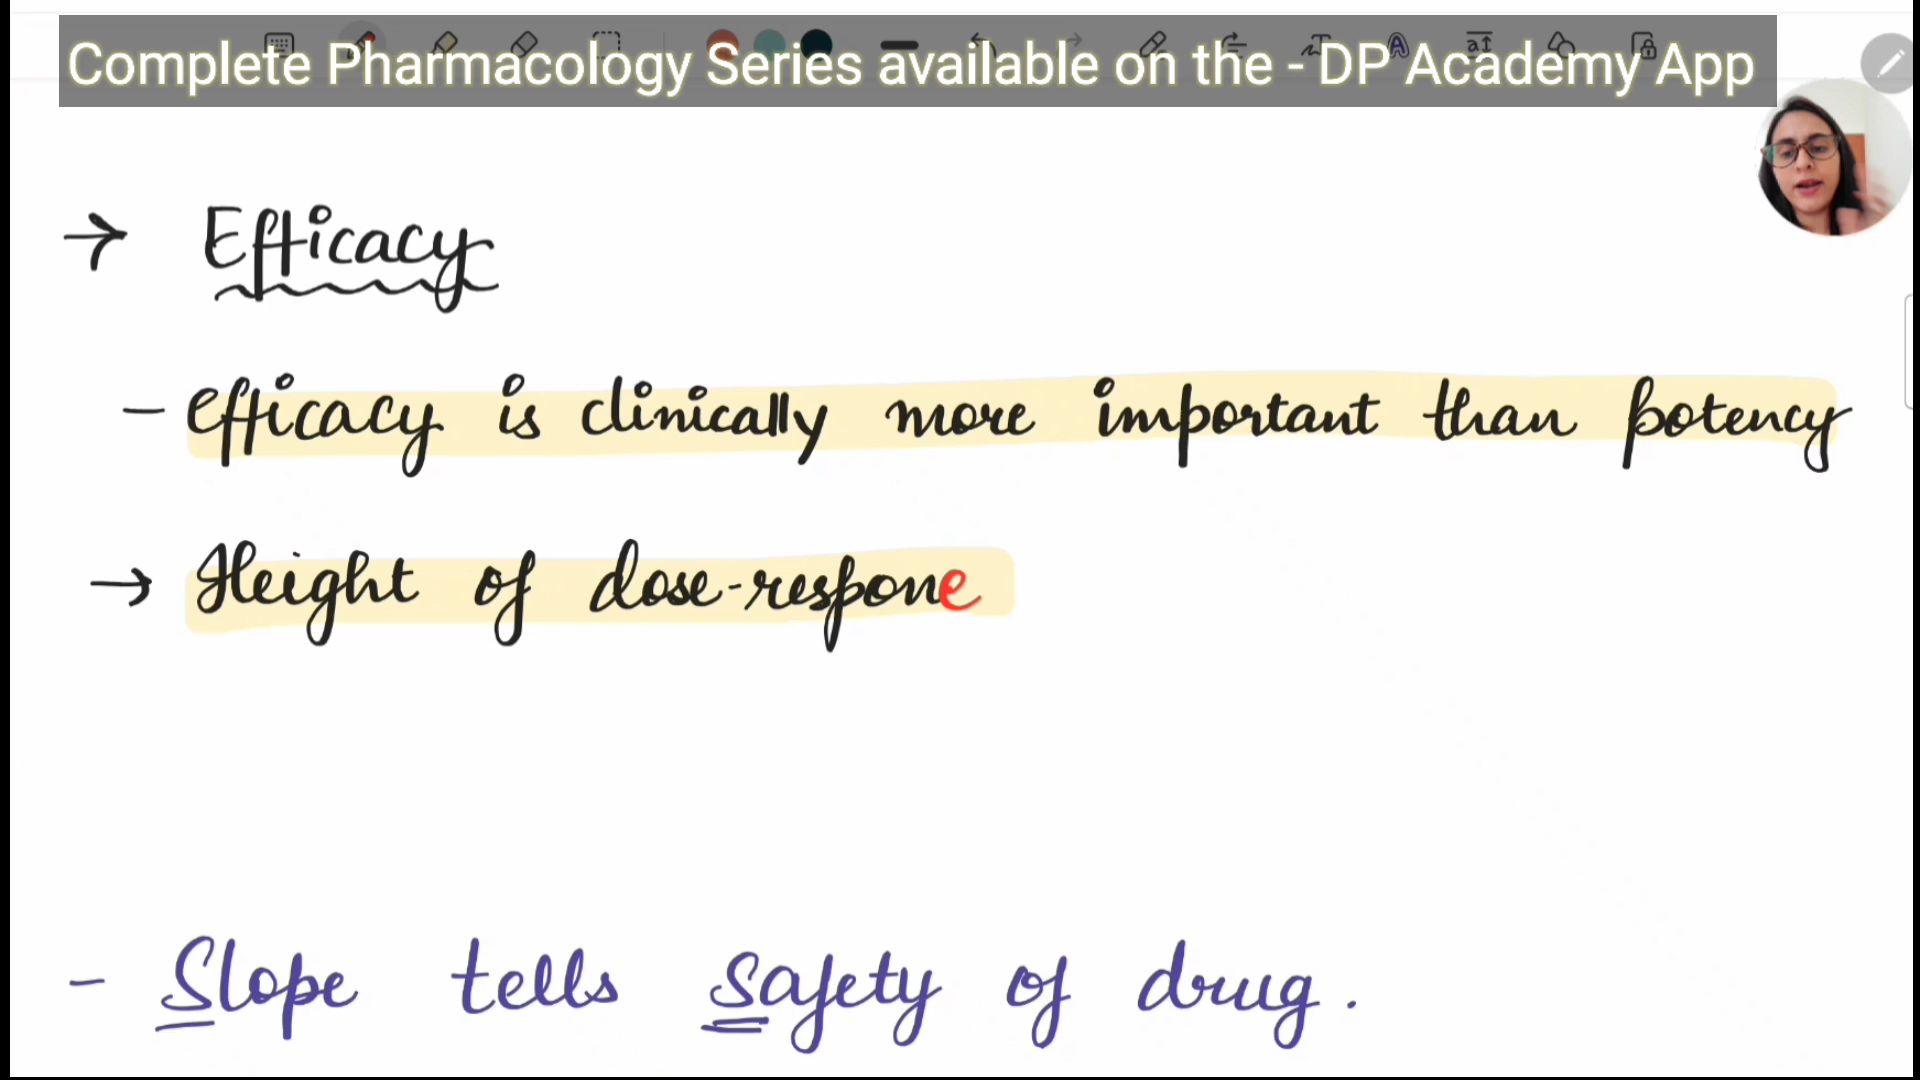 Complete Pharmacology Series available on the - DP Academy App
→ Efficacy
- efficacy is clinically more important than potency
→ Height of dose-respone
- Slope tells safety of drug.